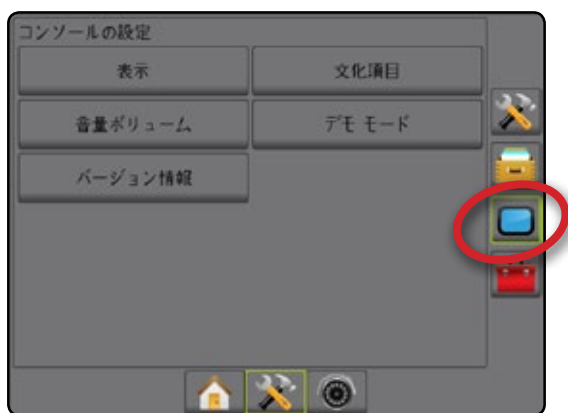 コンソールの設定
表示
文化項目
音量ボリューム
デモ モード
バージョン情報